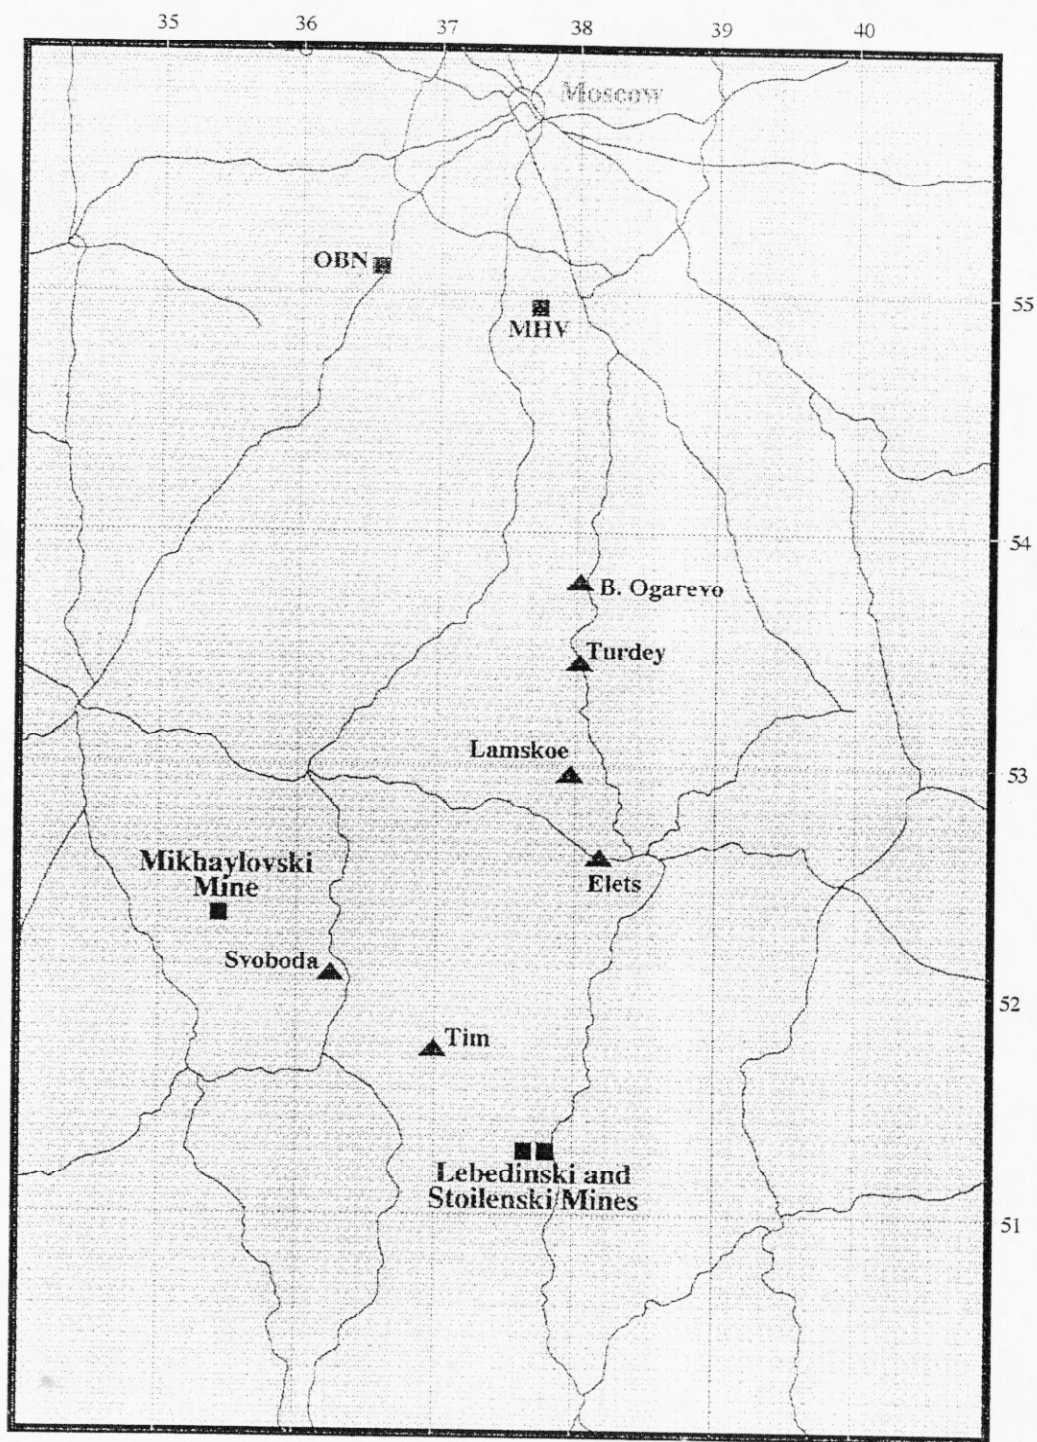 35 36 37 38 39 40
Moscow
OBN
55
MHV
54
B. Ogarevo
Turdey
Lamskoe
53
Mikhaylovski
Mine
Elets
Svoboda
52
Tim
Lebedinski and
Stoilenski Mines
51